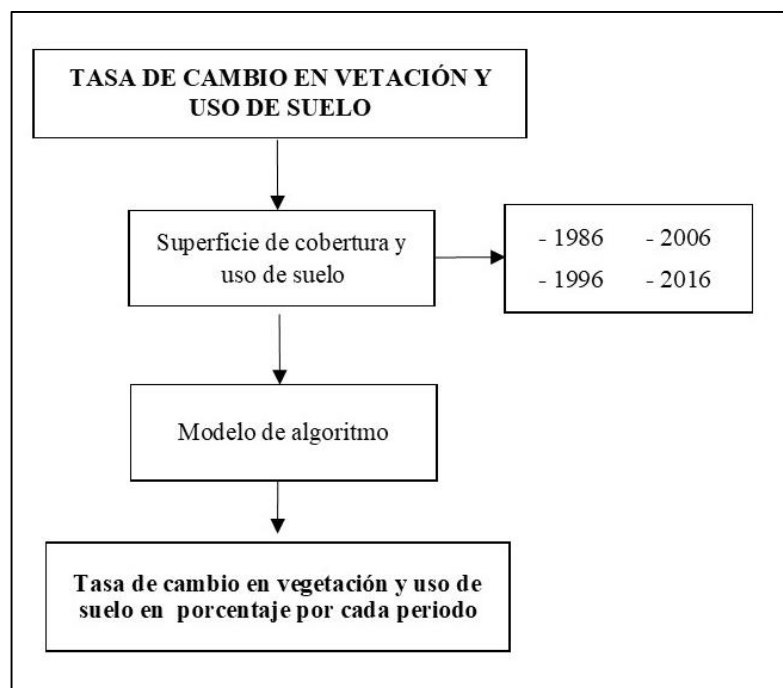 TASA DE CAMBIO EN VETACIÓN Y
USO DE SUELO
Superficie de cobertura y
uso de suelo
- 1986 - 2006
- 1996 - 2016
Modelo de algoritmo
Tasa de cambio en vegetación y uso de
suelo en porcentaje por cada periodo